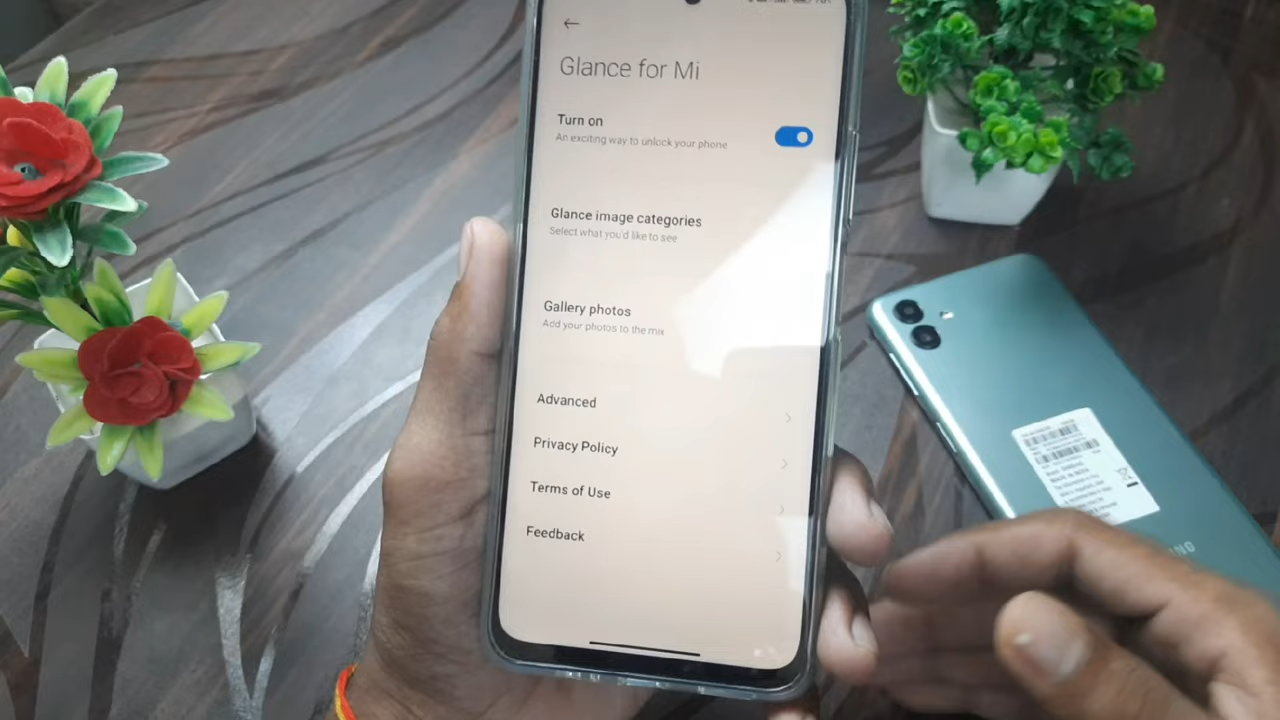 Glance for Mi
Turn on
An exciting way to unlock your phone
Glance image categories
Select what you'd like to see
Gallery photos
Add your photos to the mix
Advanced
Privacy Policy
Terms of Use
Feedback